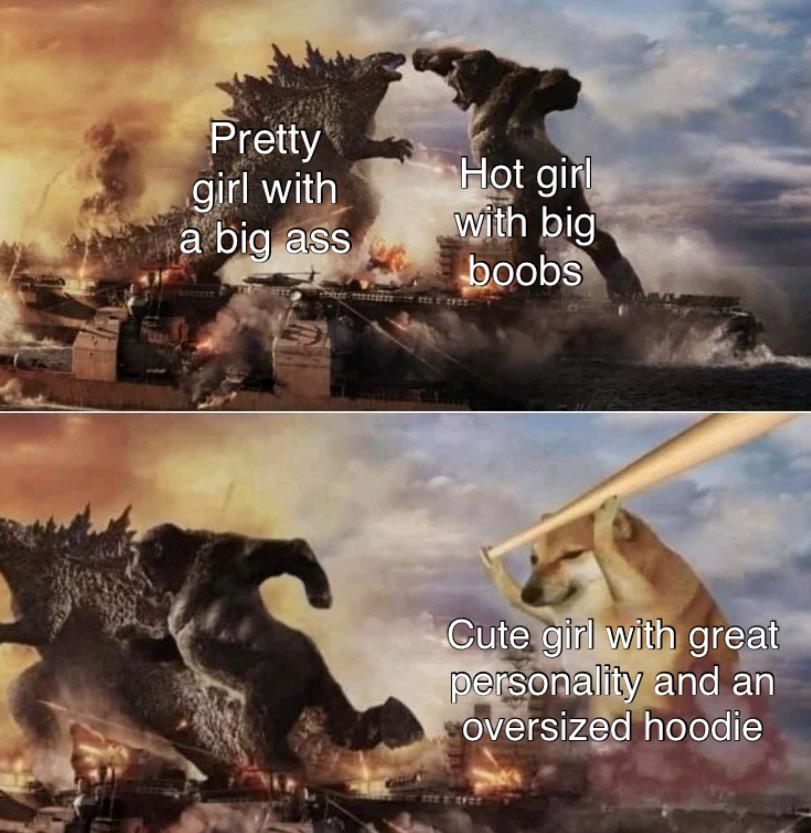 Pretty
girl with
a big ass
Hot girl
with big
boobs
Cute girl with great
personality and an
oversized hoodie